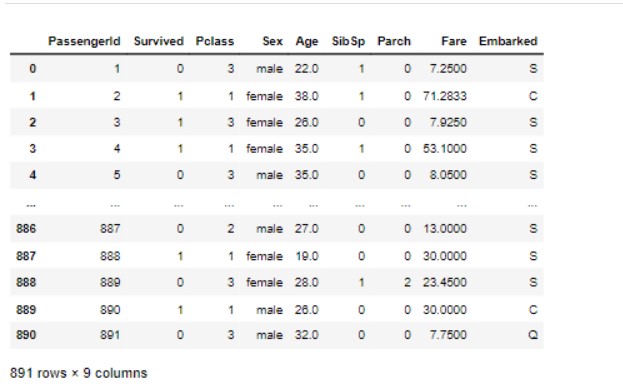 PassengerId Survived Pclass Sex Age SibSp Parch Fare Embarked
0 1 0 3 male 22.0 1 0 7.2500 S
1 2 1 1 female 38.0 1 0 71.2833 C
2 3 1 3 female 26.0 0 0 7.9250 S
3 4 1 1 female 35.0 1 0 53.1000 S
4 5 0 3 male 35.0 0 0 8.0500 S
... ... ... ... ... ... ... ... ... ...
886 887 0 2 male 27.0 0 0 13.0000 S
887 888 1 1 female 19.0 0 0 30.0000 S
888 889 0 3 female 28.0 1 2 23.4500 S
889 890 1 1 male 26.0 0 0 30.0000 C
890 891 0 3 male 32.0 0 0 7.7500 Q
891 rows × 9 columns